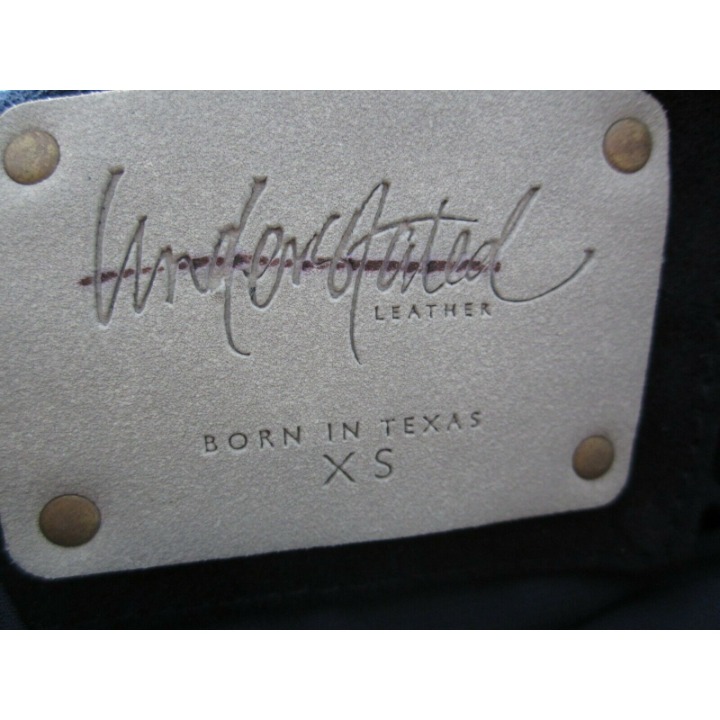 Understated
LEATHER
BORN IN TEXAS
XS